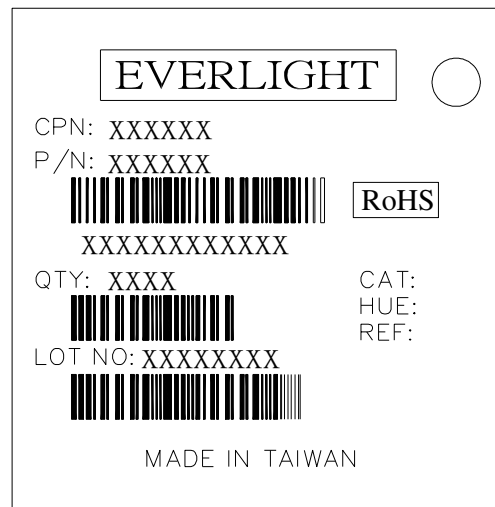 EVERLIGHT
CPN: XXXXXX
P/N: XXXXXX
RoHS
XXXXXXXXXXXX
QTY: XXXX
CAT:
HUE:
REF:
LOT NO: XXXXXXXX
MADE IN TAIWAN